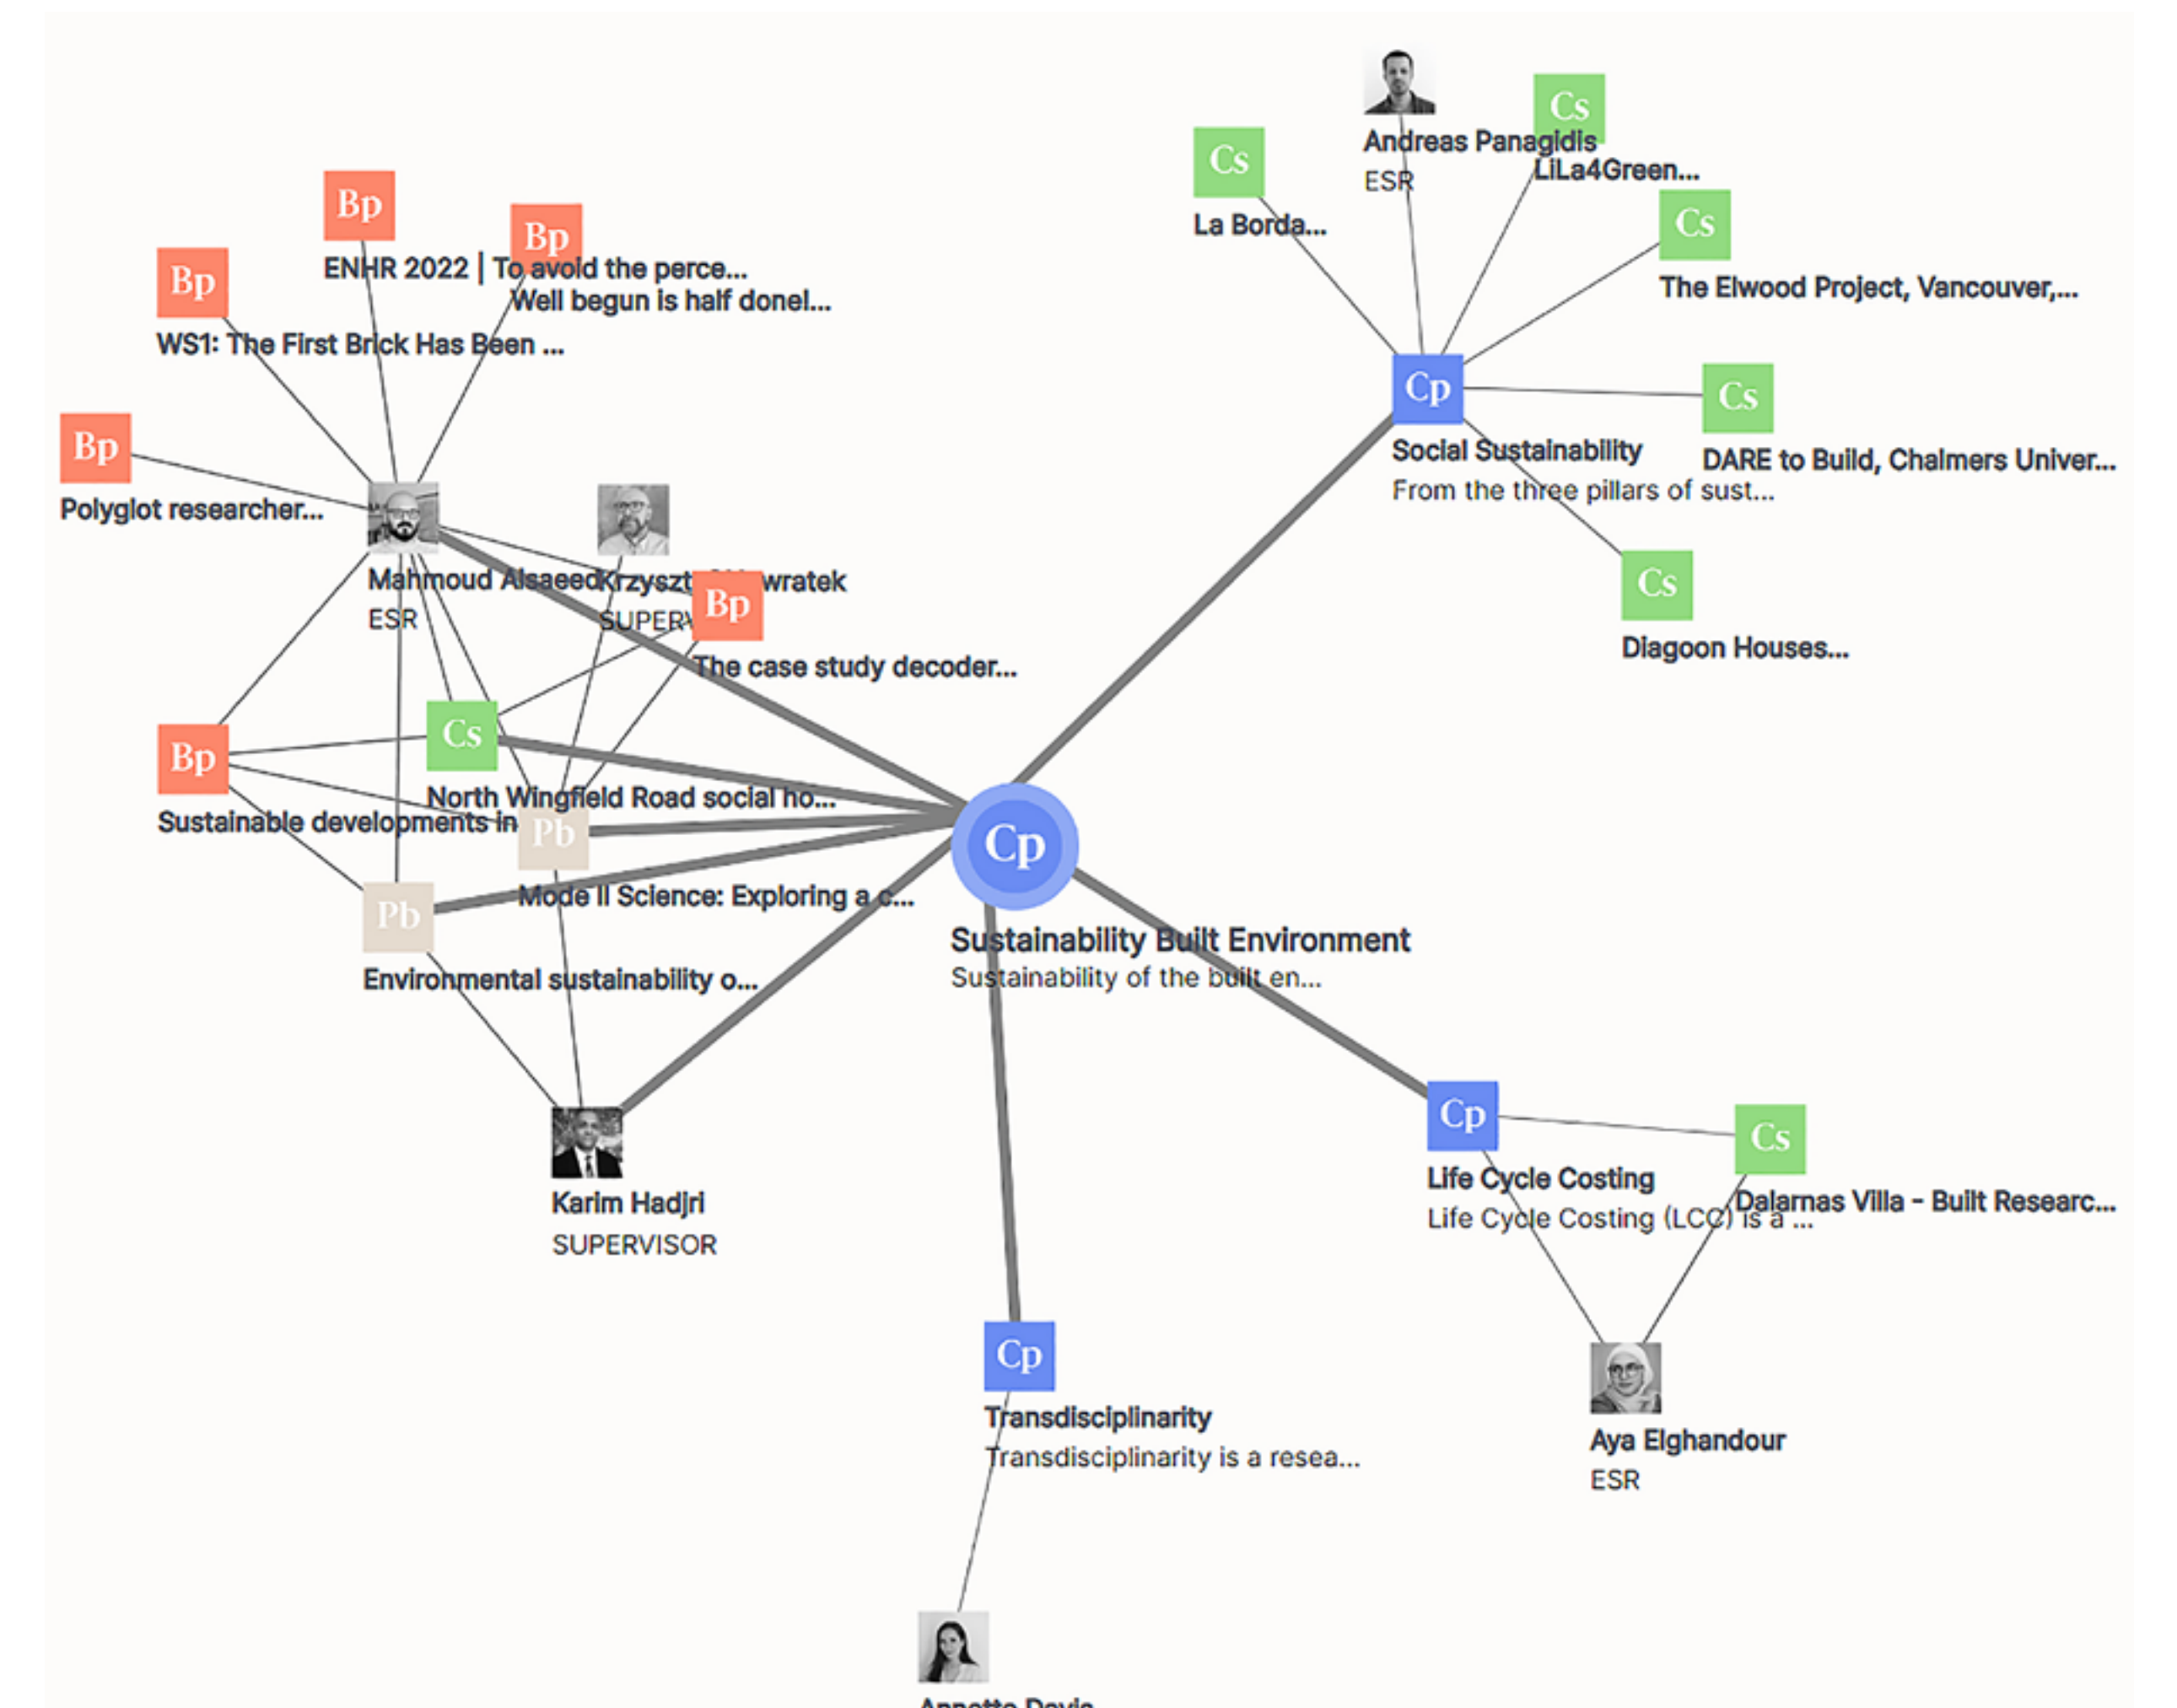 Cs
Andreas Panagidis
ESR
Cs
La Borda...
LiLa4Green...
Cs
The Elwood Project, Vancouver,...
Bp
ENHR 2022 | To avoid the perce...
Bp
Well begun is half donel...
Bp
WS1: The First Brick Has Been ...
Bp
Polyglot researcher...
Cp
Social Sustainability
From the three pillars of sust...
Cs
DARE to Build, Chalmers Univer...
Cs
Diagoon Houses...
Mahmoud Alsaeed
ESR
Bp
The case study decoder...
Cs
North Wingfield Road social ho...
Bp
Sustainable developments in
Pb
Mode II Science: Exploring a c...
Pb
Environmental sustainability o...
Cp
Sustainability Built Environment
Sustainability of the built en...
Karim Hadjri
SUPERVISOR
Cp
Life Cycle Costing
Life Cycle Costing (LCC) is a ...
Cs
Dalarnas Villa - Built Researc...
Aya Elghandour
ESR
Cp
Transdisciplinarity
Transdisciplinarity is a resea...